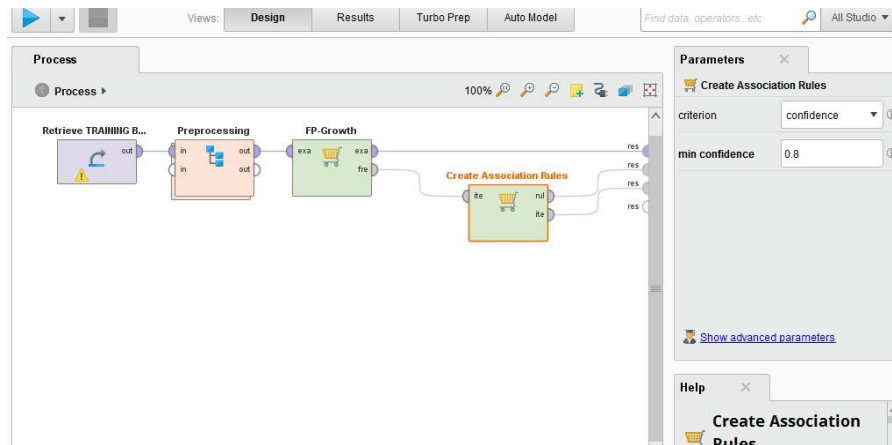 Views:
Design
Results
Turbo Prep
Auto Model
Find data, operators...etc
All Studio
Process
Process
100%
Retrieve TRAINING B...
out
Preprocessing
in
out
in
out
FP-Growth
exa
exa
fre
Create Association Rules
ite
rul
ite
res
res
res
res
Parameters
Create Association Rules
criterion
confidence
min confidence
0.8
Show advanced parameters
Help
Create Association
Rules